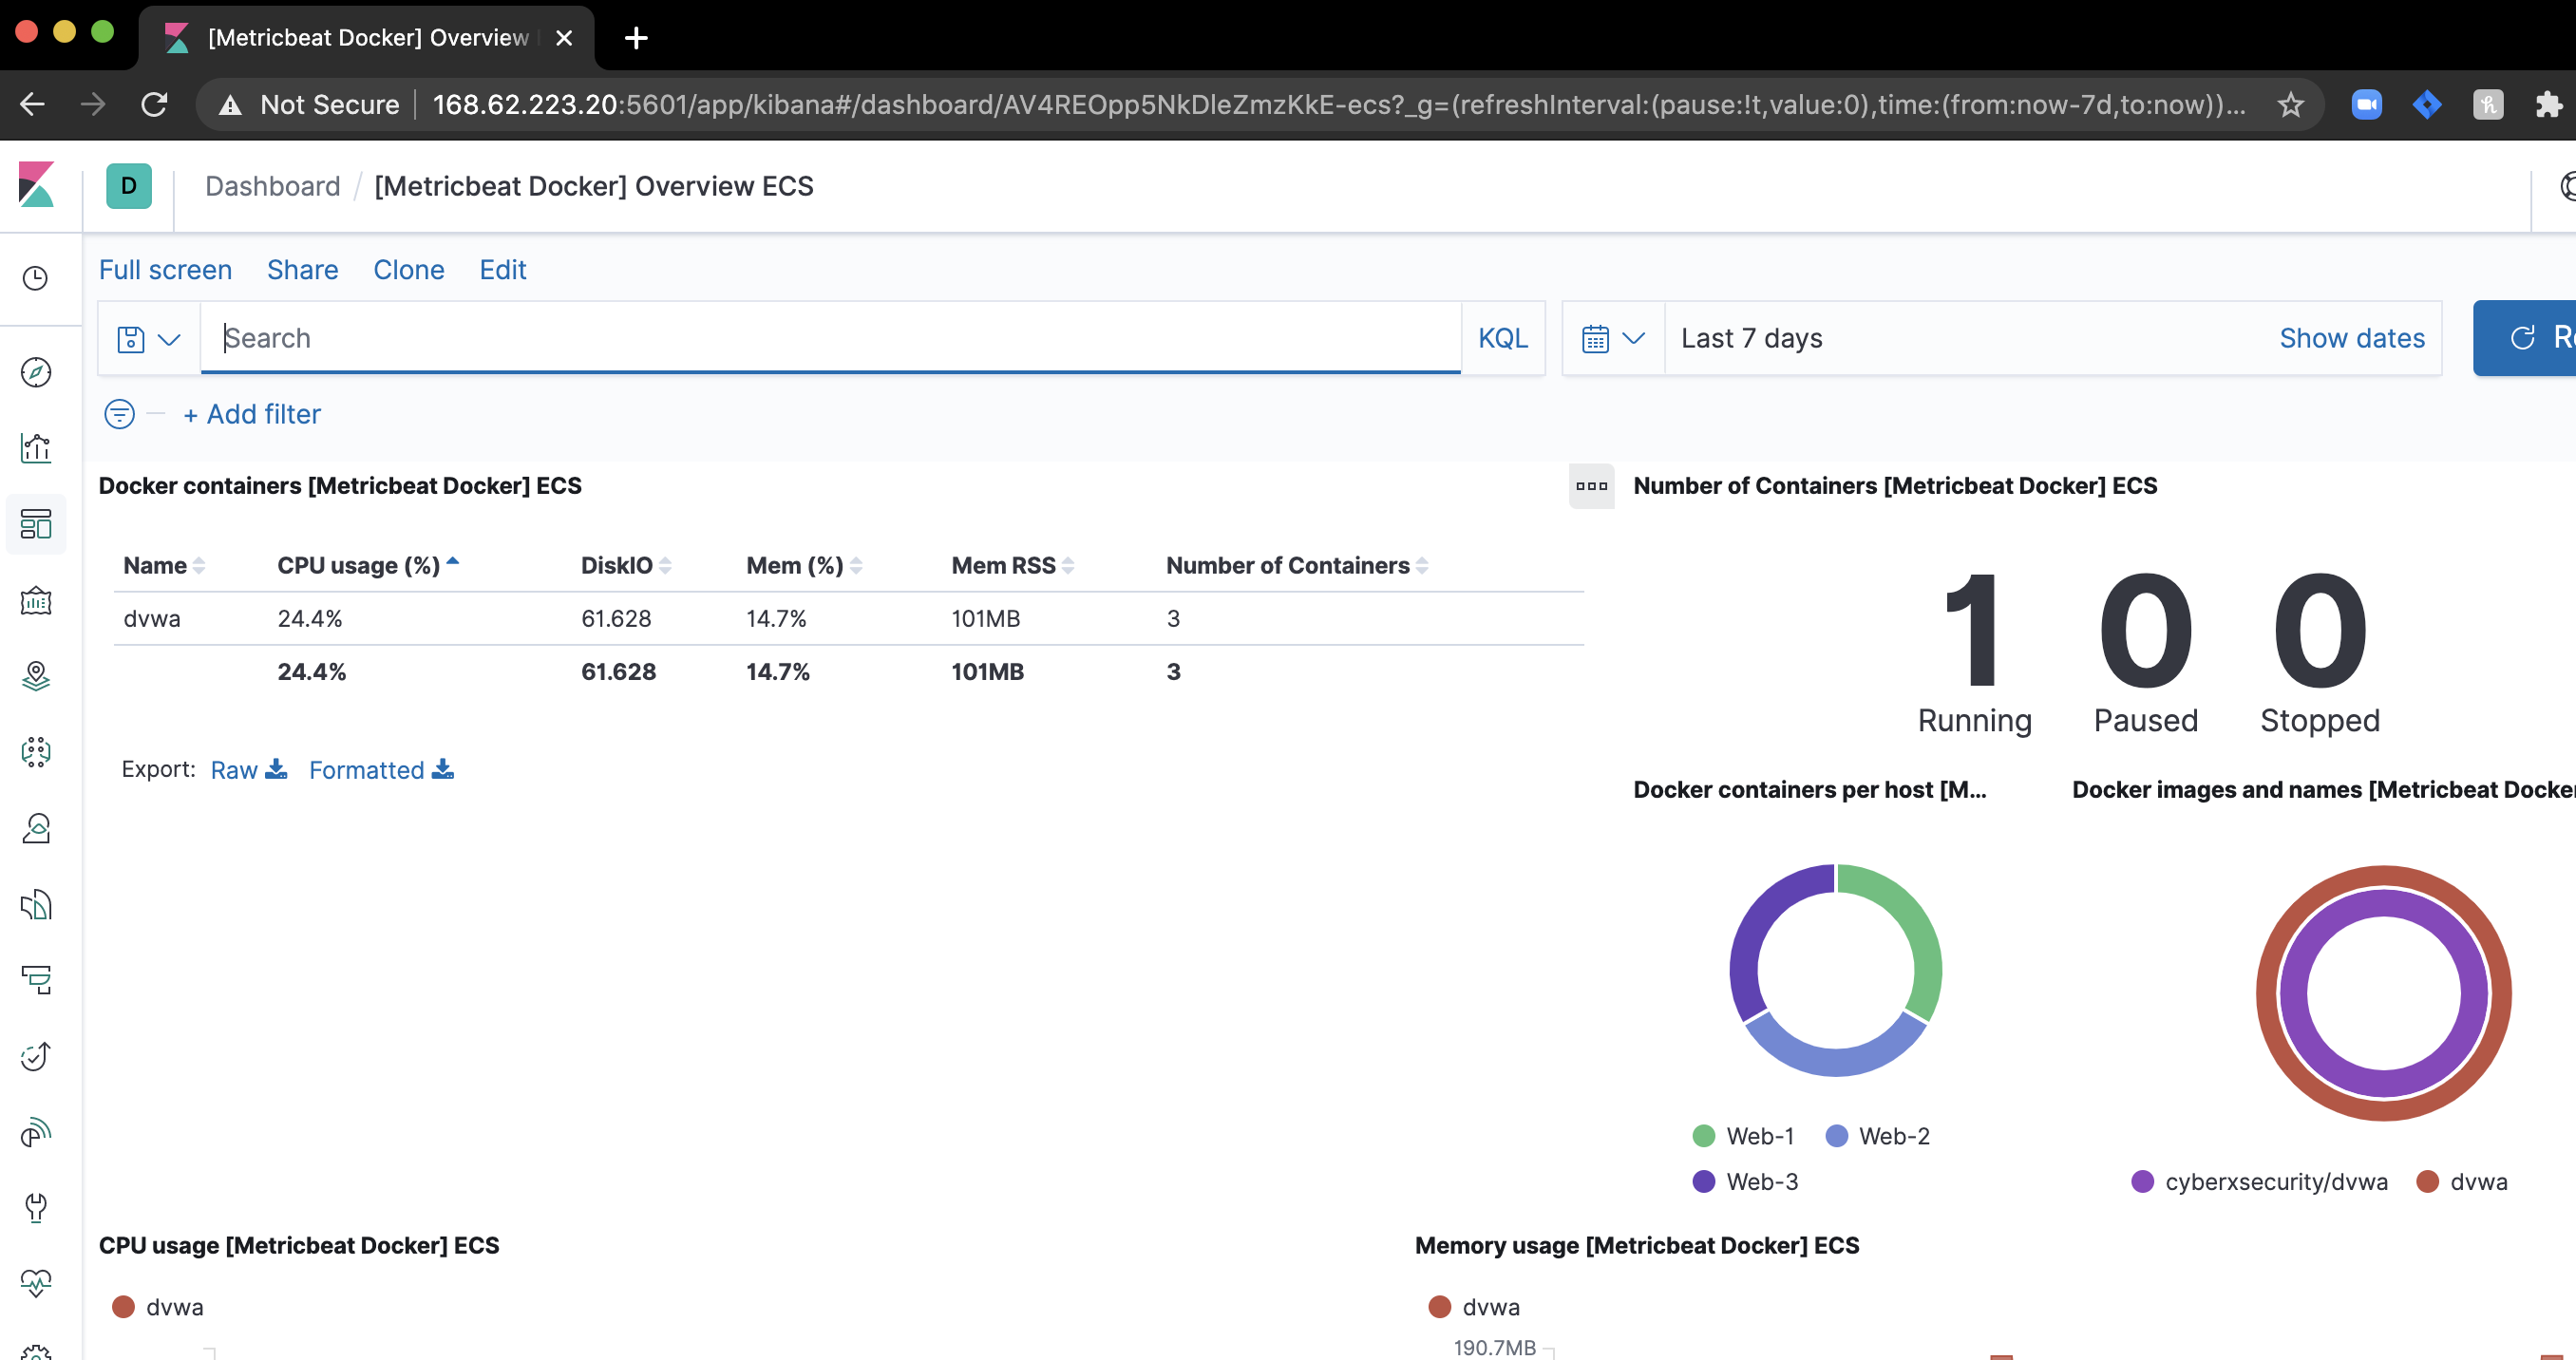 [Metricbeat Docker] Overview
Not Secure 168.62.223.20:5601/app/kibana#/dashboard/AV4REOpp5NkDleZmzKkE-ecs?_g=(refreshInterval:(pause:!t,value:0),time:(from:now-7d,to:now))...
D Dashboard / [Metricbeat Docker] Overview ECS
Full screen Share Clone Edit
Search KQL Last 7 days Show dates
+ Add filter
Docker containers [Metricbeat Docker] ECS
Name CPU usage (%) DiskIO Mem (%) Mem RSS Number of Containers
dvwa 24.4% 61.628 14.7% 101MB 3
24.4% 61.628 14.7% 101MB 3
Export: Raw Formatted
Number of Containers [Metricbeat Docker] ECS
1 0 0
Running Paused Stopped
Docker containers per host [M...
Web-1 Web-2
Web-3
Docker images and names [Metricbeat Docker
cyberxsecurity/dvwa dvwa
CPU usage [Metricbeat Docker] ECS
dvwa
Memory usage [Metricbeat Docker] ECS
dvwa
190.7MB